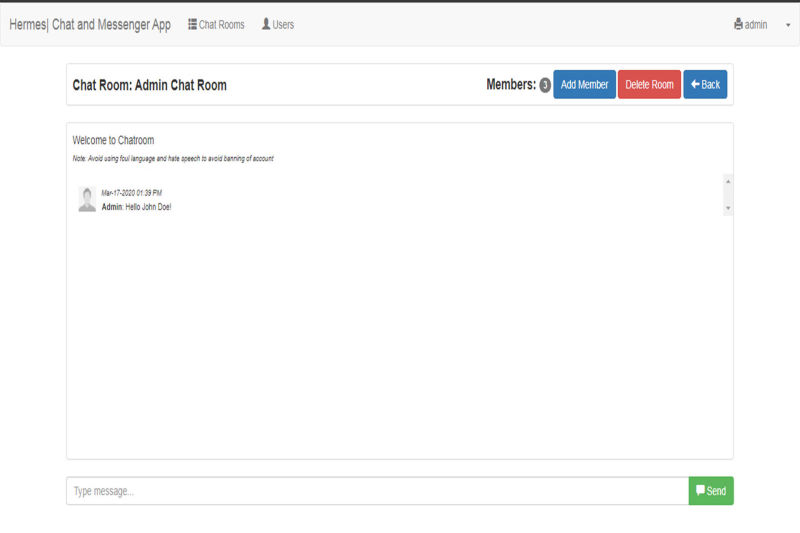 Hermes| Chat and Messenger App Chat Rooms Users admin
Chat Room: Admin Chat Room Members: 3 Add Member Delete Room Back
Welcome to Chatroom
Note: Avoid using foul language and hate speech to avoid banning of account
Mar-17-2020 01:39 PM
Admin: Hello John Doe!
Type message... Send